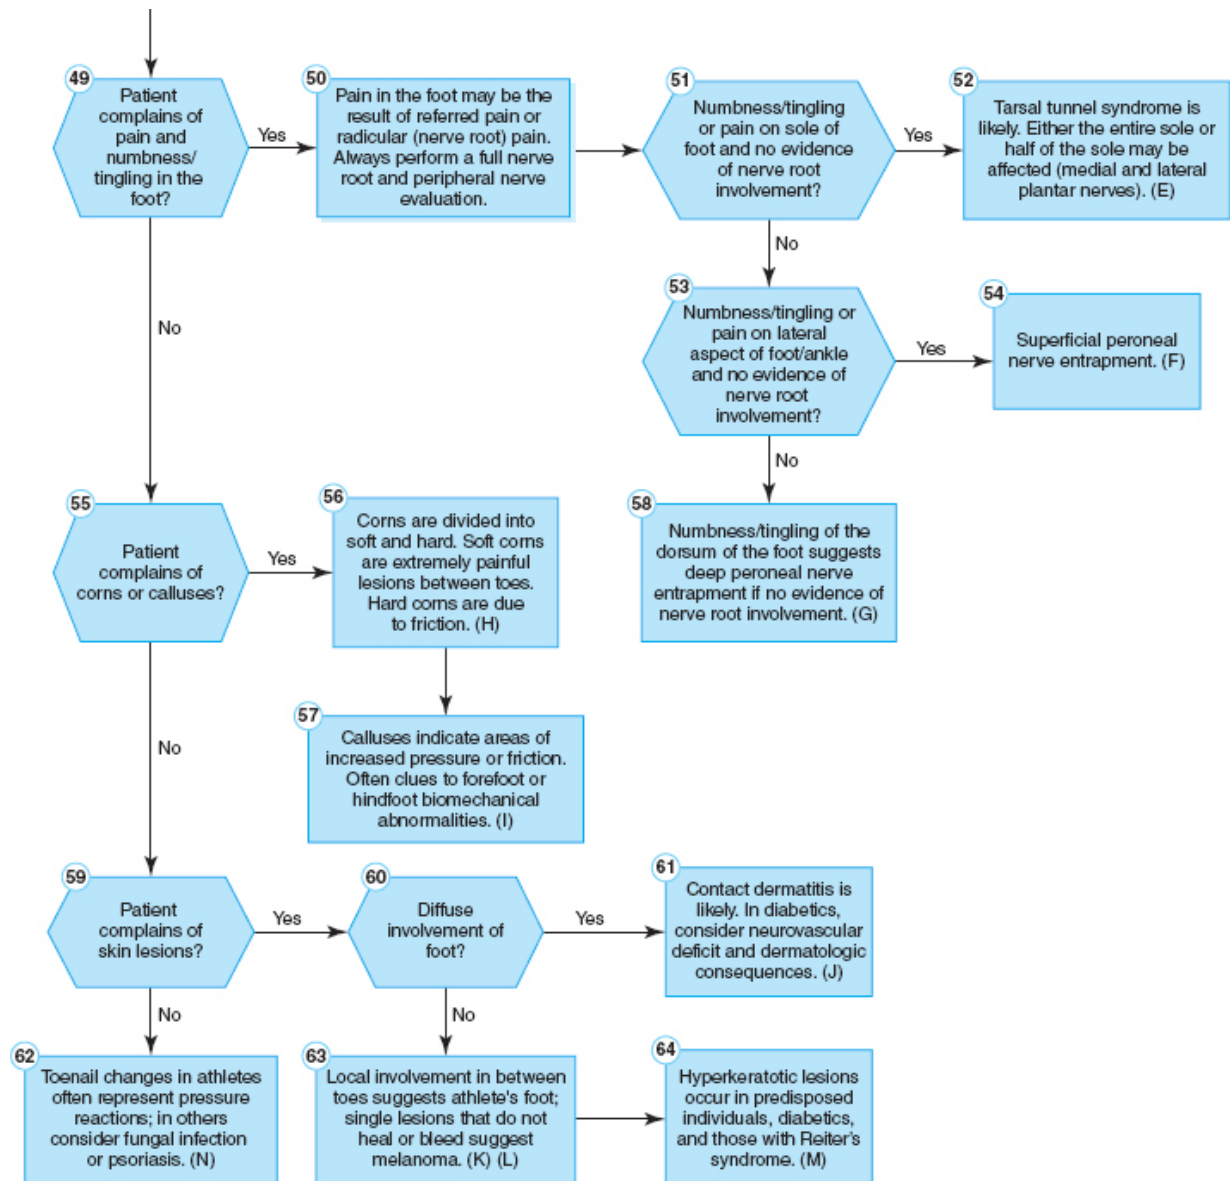 49
Patient
complains of
pain and
numbness/
tingling in the
foot?
Yes
50
Pain in the foot may be the
result of referred pain or
radicular (nerve root) pain.
Always perform a full nerve
root and peripheral nerve
evaluation.
51
Numbness/tingling
or pain on sole of
foot and no evidence
of nerve root
involvement?
Yes
52
Tarsal tunnel syndrome is
likely. Either the entire sole or
half of the sole may be
affected (medial and lateral
plantar nerves). (E)
No
No
53
Numbness/tingling or
pain on lateral
aspect of foot/ankle
and no evidence of
nerve root
involvement?
Yes
54
Superficial peroneal
nerve entrapment. (F)
No
55
Patient
complains of
corns or calluses?
Yes
56
Corns are divided into
soft and hard. Soft corns
are extremely painful
lesions between toes.
Hard corns are due
to friction. (H)
58
Numbness/tingling of the
dorsum of the foot suggests
deep peroneal nerve
entrapment if no evidence of
nerve root involvement. (G)
No
57
Calluses indicate areas of
increased pressure or friction.
Often clues to forefoot or
hindfoot biomechanical
abnormalities. (I)
59
Patient
complains of
skin lesions?
Yes
60
Diffuse
involvement of
foot?
Yes
61
Contact dermatitis is
likely. In diabetics,
consider neurovascular
deficit and dermatologic
consequences. (J)
No
No
62
Toenail changes in athletes
often represent pressure
reactions; in others
consider fungal infection
or psoriasis. (N)
63
Local involvement in between
toes suggests athlete's foot;
single lesions that do not
heal or bleed suggest
melanoma. (K) (L)
64
Hyperkeratotic lesions
occur in predisposed
individuals, diabetics,
and those with Reiter's
syndrome. (M)